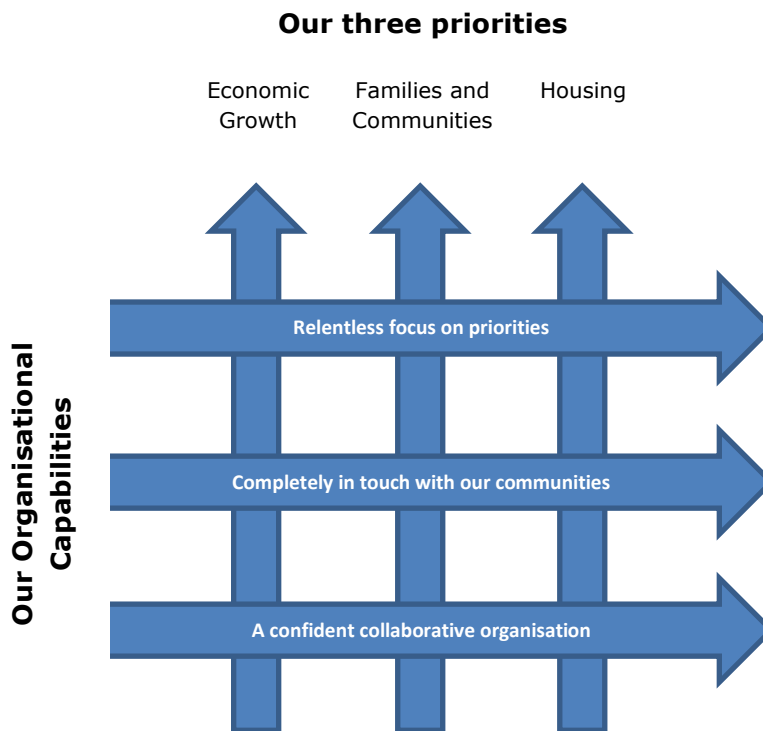 Our three priorities
Economic
Growth
Families and
Communities
Housing
Relentless focus on priorities
Completely in touch with our communities
A confident collaborative organisation
Our Organisational
Capabilities